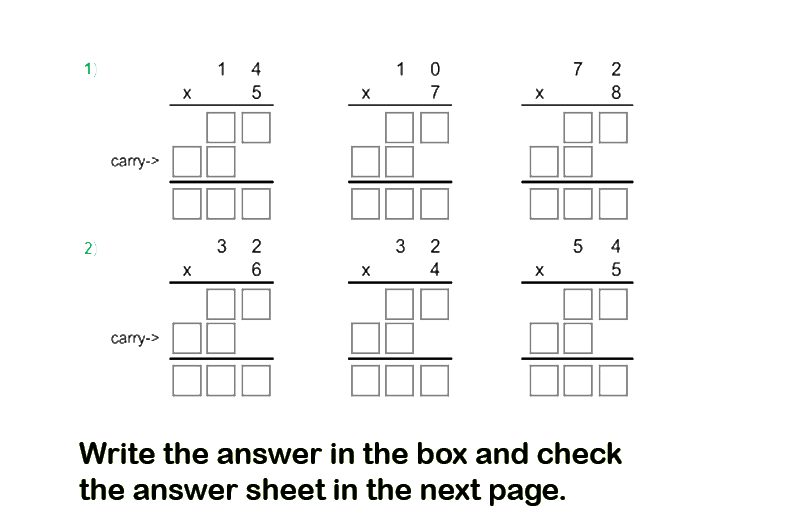 1) 1 4 1 0 7 2
x 5 x 7 x 8
carry->
2) 3 2 3 2 5 4
x 6 x 4 x 5
carry->
Write the answer in the box and check
the answer sheet in the next page.